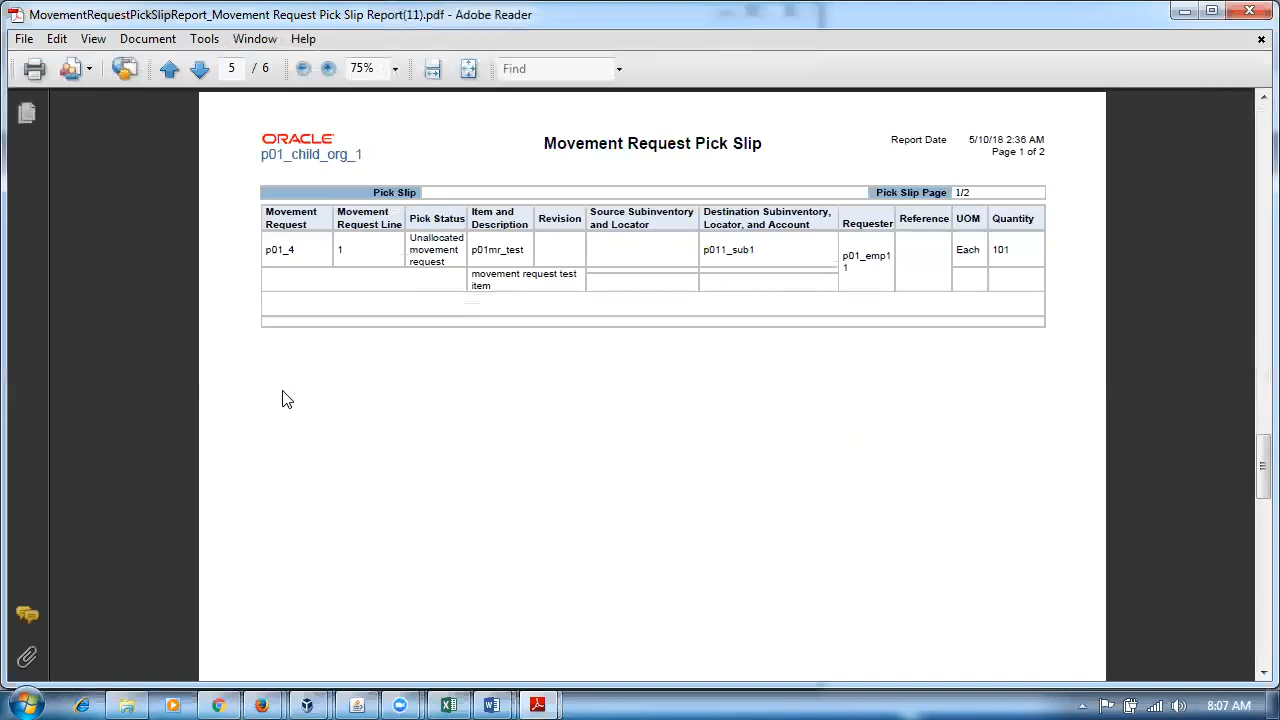 MovementRequestPickSlipReport_Movement Request Pick Slip Report(11).pdf - Adobe Reader
File Edit View Document Tools Window Help
5 / 6 75% Find
ORACLE
p01_child_org_1
Movement Request Pick Slip
Report Date 5/10/18 2:36 AM
Page 1 of 2
Pick Slip
Pick Slip Page 1/2
Movement Request
Movement Request Line
Pick Status
Item and Description
Revision
Source Subinventory and Locator
Destination Subinventory, Locator, and Account
Requester
Reference
UOM
Quantity
p01_4
1
Unallocated
movement
request
p01mr_test
p011_sub1
p01_emp1
1
Each
101
movement request test
item
8:07 AM